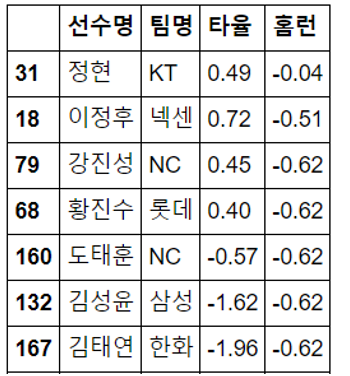 선수명 팀명 타율 홈런
31 정현 KT 0.49 -0.04
18 이정후 넥센 0.72 -0.51
79 강진성 NC 0.45 -0.62
68 황진수 롯데 0.40 -0.62
160 도태훈 NC -0.57 -0.62
132 김성윤 삼성 -1.62 -0.62
167 김태연 한화 -1.96 -0.62